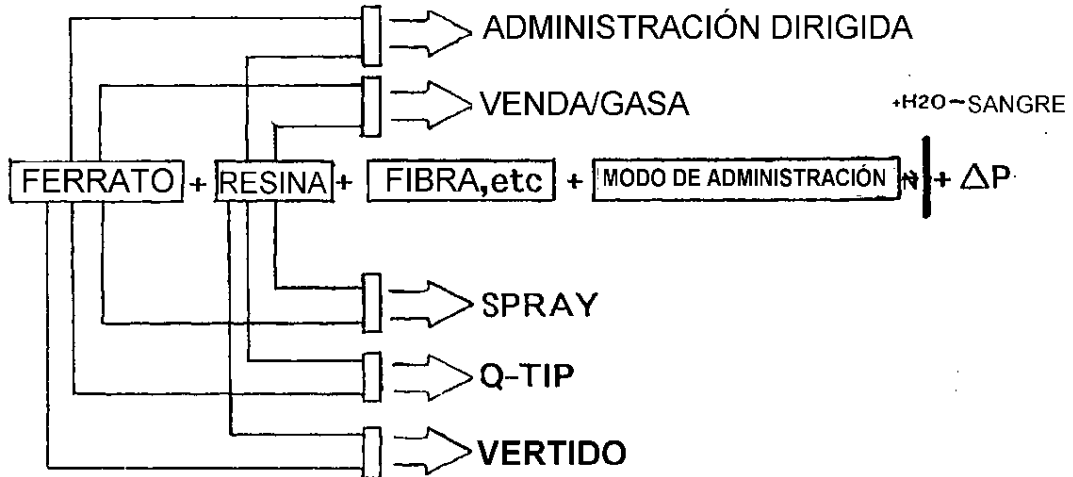 ADMINISTRACIÓN DIRIGIDA
VENDA/GASA
+H2O~SANGRE
FERRATO + RESINA + FIBRA,etc + MODO DE ADMINISTRACIÓN + ΔP
SPRAY
Q-TIP
VERTIDO